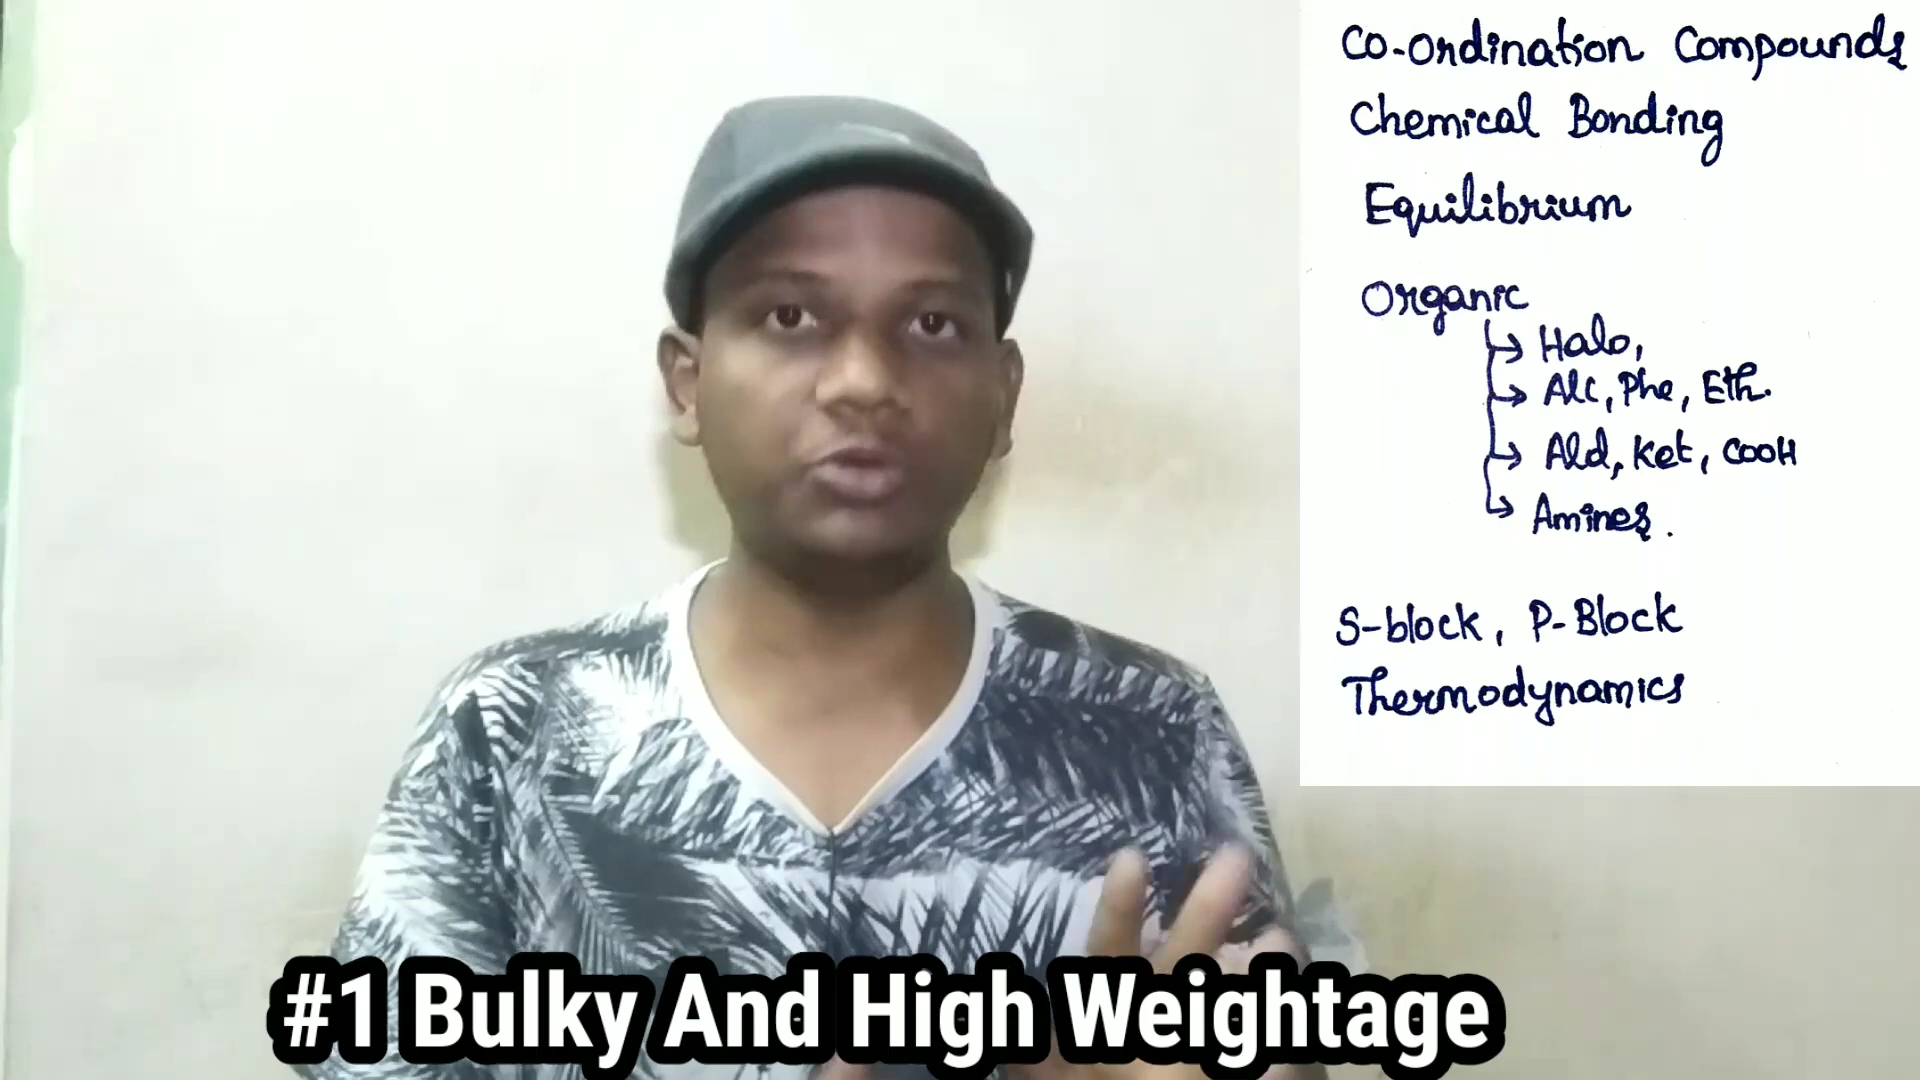 Co-Ordination Compounds
Chemical Bonding
Equilibrium
Organic
→ Halo,
→ Alc, Phe, Eth.
→ Ald, Ket, COOH
→ Amines.
S-block, P-Block
Thermodynamics
#1 Bulky And High Weightage